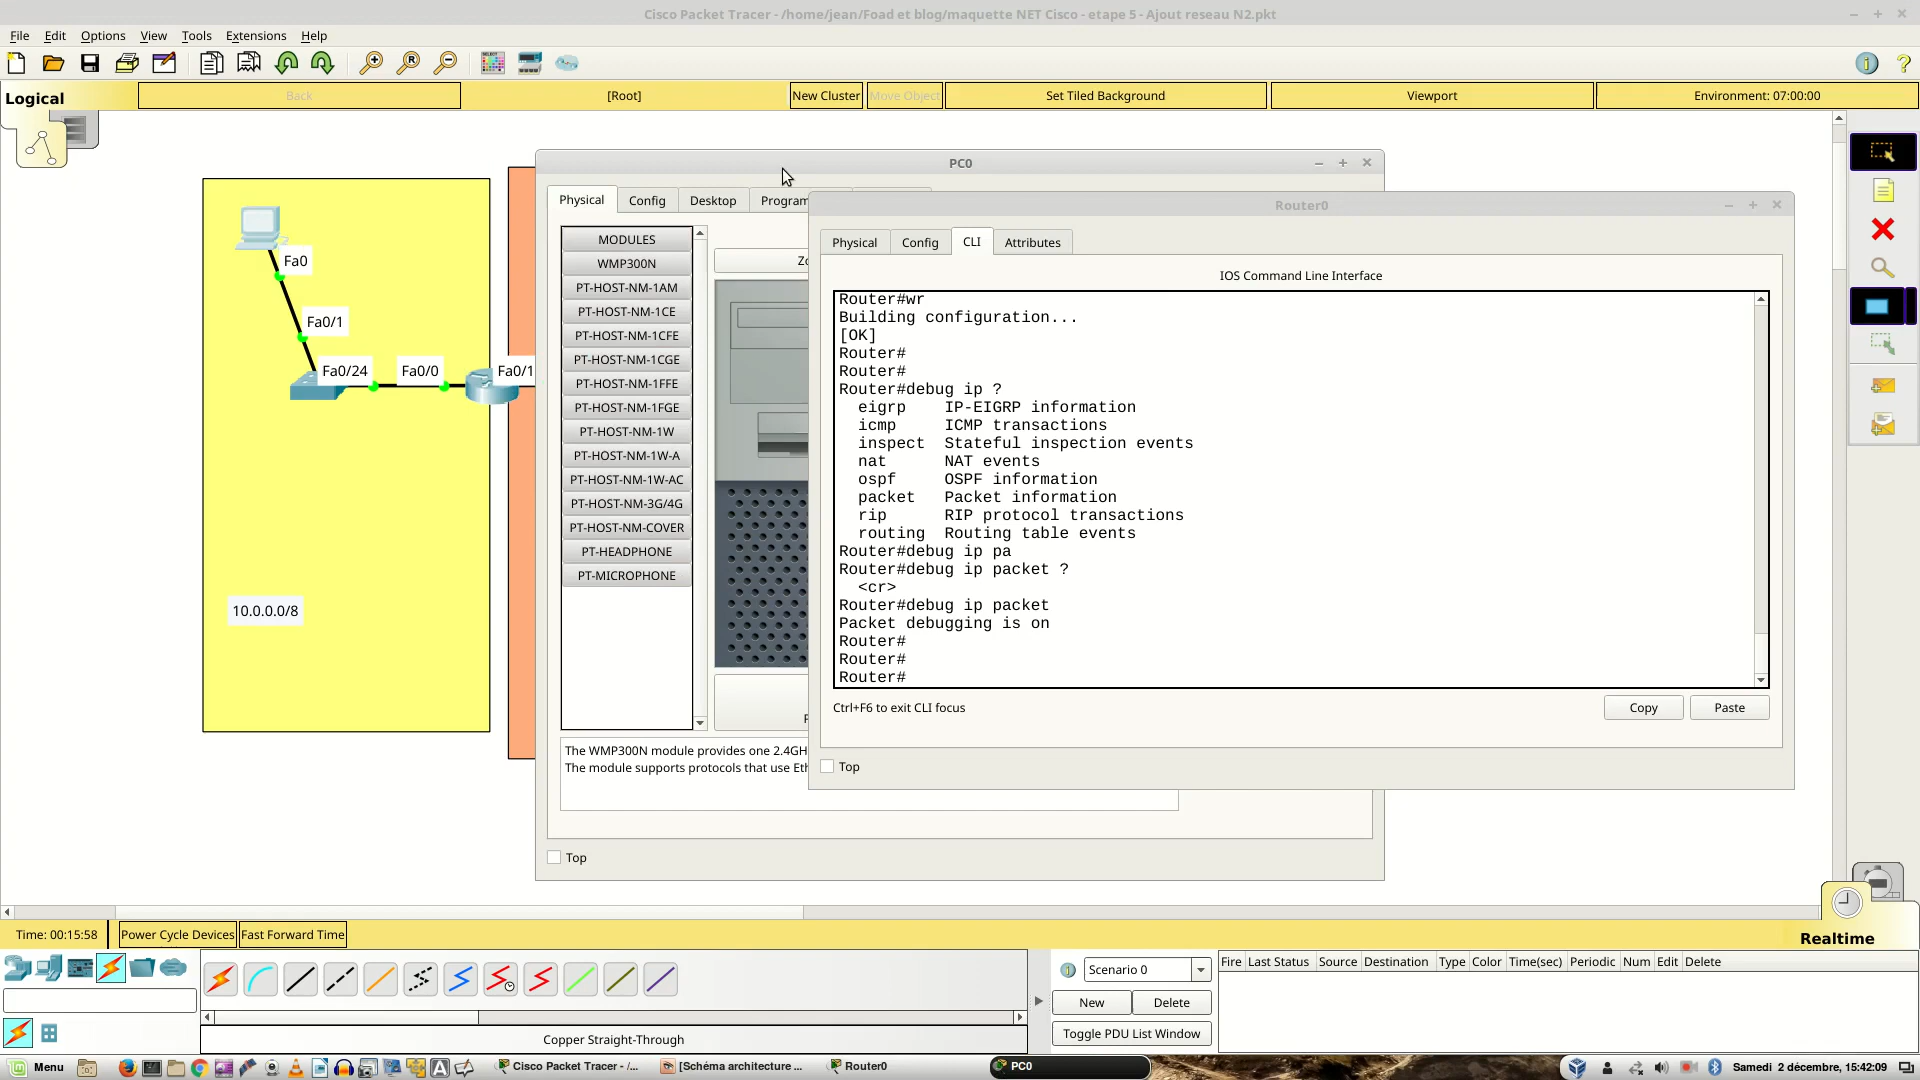 Cisco Packet Tracer - /home/jean/Foad et blog/maquette NET Cisco - etape 5 - Ajout reseau N2.pkt
File Edit Options View Tools Extensions Help
Logical
Back
[Root]
New Cluster
Move Object
Set Tiled Background
Viewport
Environment: 07:00:00
Fa0
Fa0/1
Fa0/24
Fa0/0
Fa0/1
10.0.0.0/8
PC0
Physical
Config
Desktop
Program
MODULES
WMP300N
PT-HOST-NM-1AM
PT-HOST-NM-1CE
PT-HOST-NM-1CFE
PT-HOST-NM-1CGE
PT-HOST-NM-1FFE
PT-HOST-NM-1FGE
PT-HOST-NM-1W
PT-HOST-NM-1W-A
PT-HOST-NM-1W-AC
PT-HOST-NM-3G/4G
PT-HOST-NM-COVER
PT-HEADPHONE
PT-MICROPHONE
The WMP300N module provides one 2.4GH
The module supports protocols that use Eth
Top
Router0
Physical
Config
CLI
Attributes
IOS Command Line Interface
Router#wr
Building configuration...
[OK]
Router#
Router#
Router#debug ip ?
eigrp IP-EIGRP information
icmp ICMP transactions
inspect Stateful inspection events
nat NAT events
ospf OSPF information
packet Packet information
rip RIP protocol transactions
routing Routing table events
Router#debug ip pa
Router#debug ip packet ?
<cr>
Router#debug ip packet
Packet debugging is on
Router#
Router#
Router#
Ctrl+F6 to exit CLI focus
Copy
Paste
Top
Time: 00:15:58
Power Cycle Devices
Fast Forward Time
Realtime
Copper Straight-Through
Scenario 0
New
Delete
Toggle PDU List Window
Fire Last Status Source Destination Type Color Time(sec) Periodic Num Edit Delete
Menu
Cisco Packet Tracer - /...
[Schéma architecture ...
Router0
PC0
Samedi 2 décembre, 15:42:09